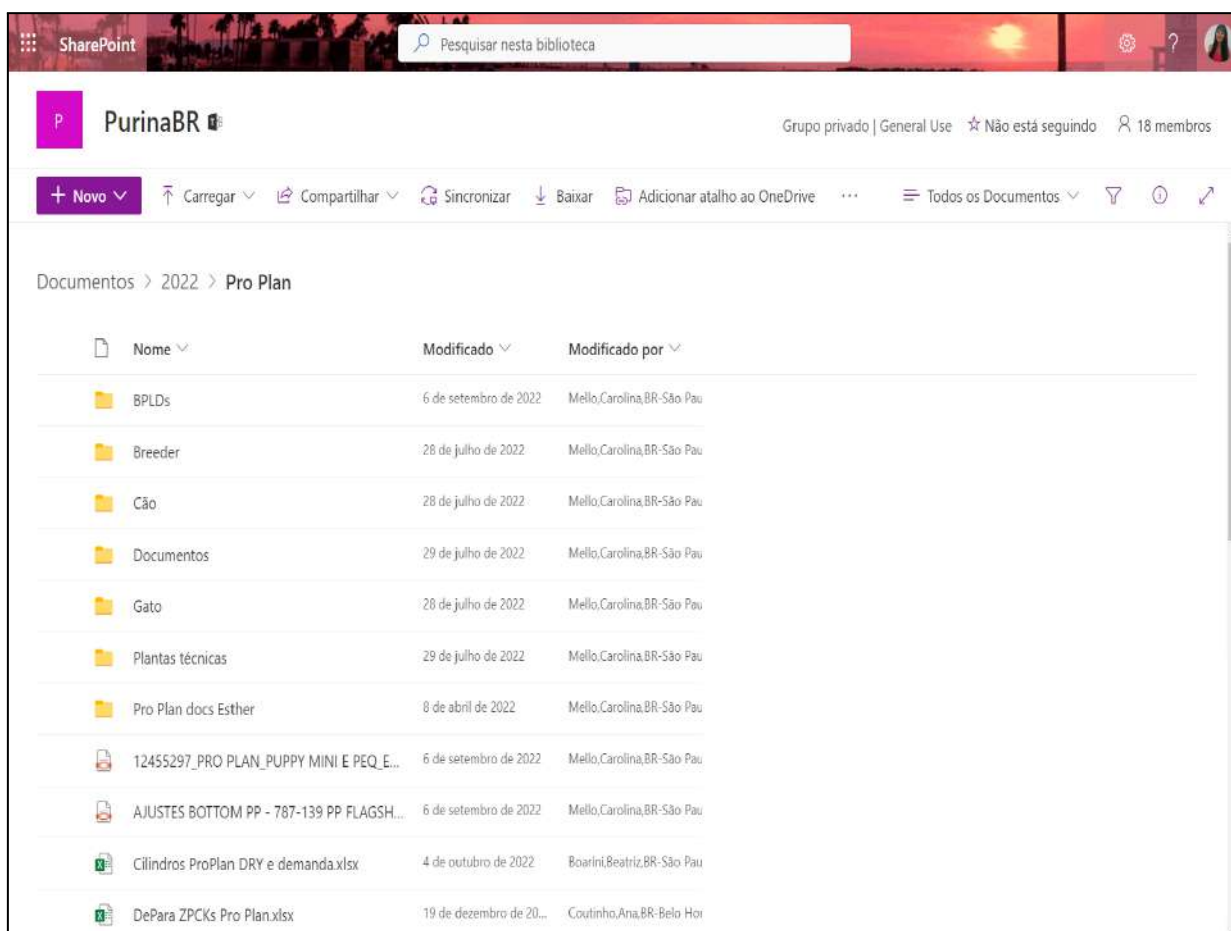 SharePoint
Pesquisar nesta biblioteca
?
P
PurinaBR
Grupo privado | General Use Não está seguindo 18 membros
+ Novo Carregar Compartilhar Sincronizar Baixar Adicionar atalho ao OneDrive ... Todos os Documentos
Documentos > 2022 > Pro Plan
Nome Modificado Modificado por
BPLDs 6 de setembro de 2022 Mello,Carolina,BR-São Pau
Breeder 28 de julho de 2022 Mello,Carolina,BR-São Pau
Cão 28 de julho de 2022 Mello,Carolina,BR-São Pau
Documentos 29 de julho de 2022 Mello,Carolina,BR-São Pau
Gato 28 de julho de 2022 Mello,Carolina,BR-São Pau
Plantas técnicas 29 de julho de 2022 Mello,Carolina,BR-São Pau
Pro Plan docs Esther 8 de abril de 2022 Mello,Carolina,BR-São Pau
12455297_PRO PLAN_PUPPY MINI E PEQ_E... 6 de setembro de 2022 Mello,Carolina,BR-São Pau
AJUSTES BOTTOM PP - 787-139 PP FLAGSH... 6 de setembro de 2022 Mello,Carolina,BR-São Pau
Cilindros ProPlan DRY e demanda.xlsx 4 de outubro de 2022 Boarini,Beatriz,BR-São Pau
DePara ZPCKs Pro Plan.xlsx 19 de dezembro de 20... Coutinho,Ana,BR-Belo Hor